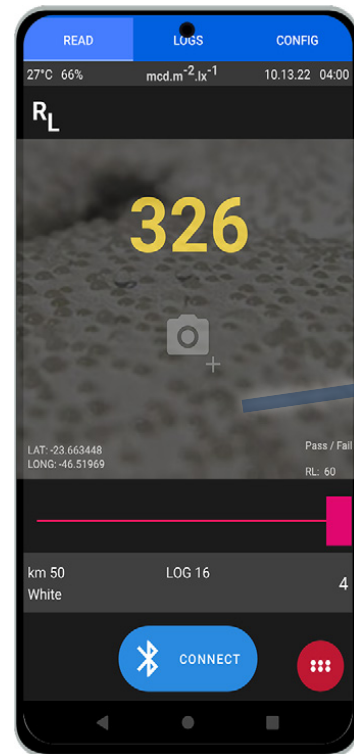 READ LOGS CONFIG
27°C 66% mcd.m⁻².lx⁻¹ 10.13.22 04:00
RL
326
LAT: -23.663448 Pass / Fail
LONG: -46.51969 RL: 60
km 50 LOG 16 4
White
CONNECT